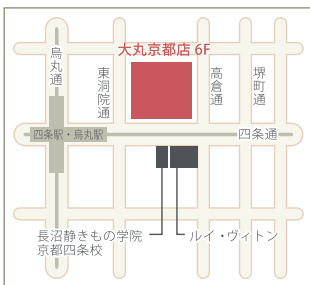 大丸京都店 6F
烏丸通
東洞院通
高倉通
堺町通
四条駅・烏丸駅
四条通
長沼静きもの学院
京都四条校
ルイ・ヴィトン